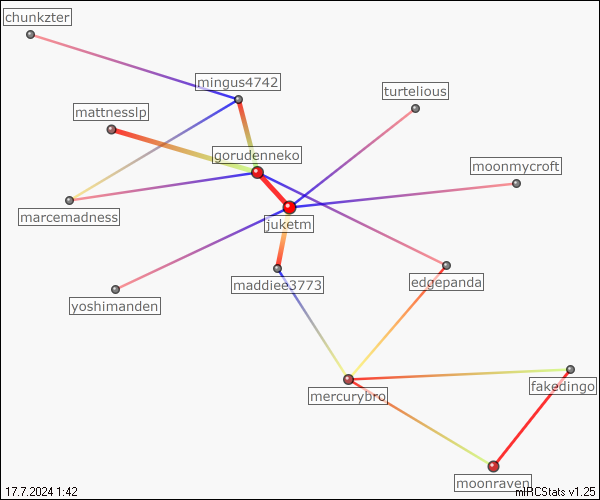 chunkzter
mingus4742
turtelious
mattnesslp
gorudenneko
moonmycroft
marcemadness
juketm
maddiee3773
edgepanda
yoshimanden
fakedingo
mercurybro
moonraven
17.7.2024 1:42
mIRCStats v1.25